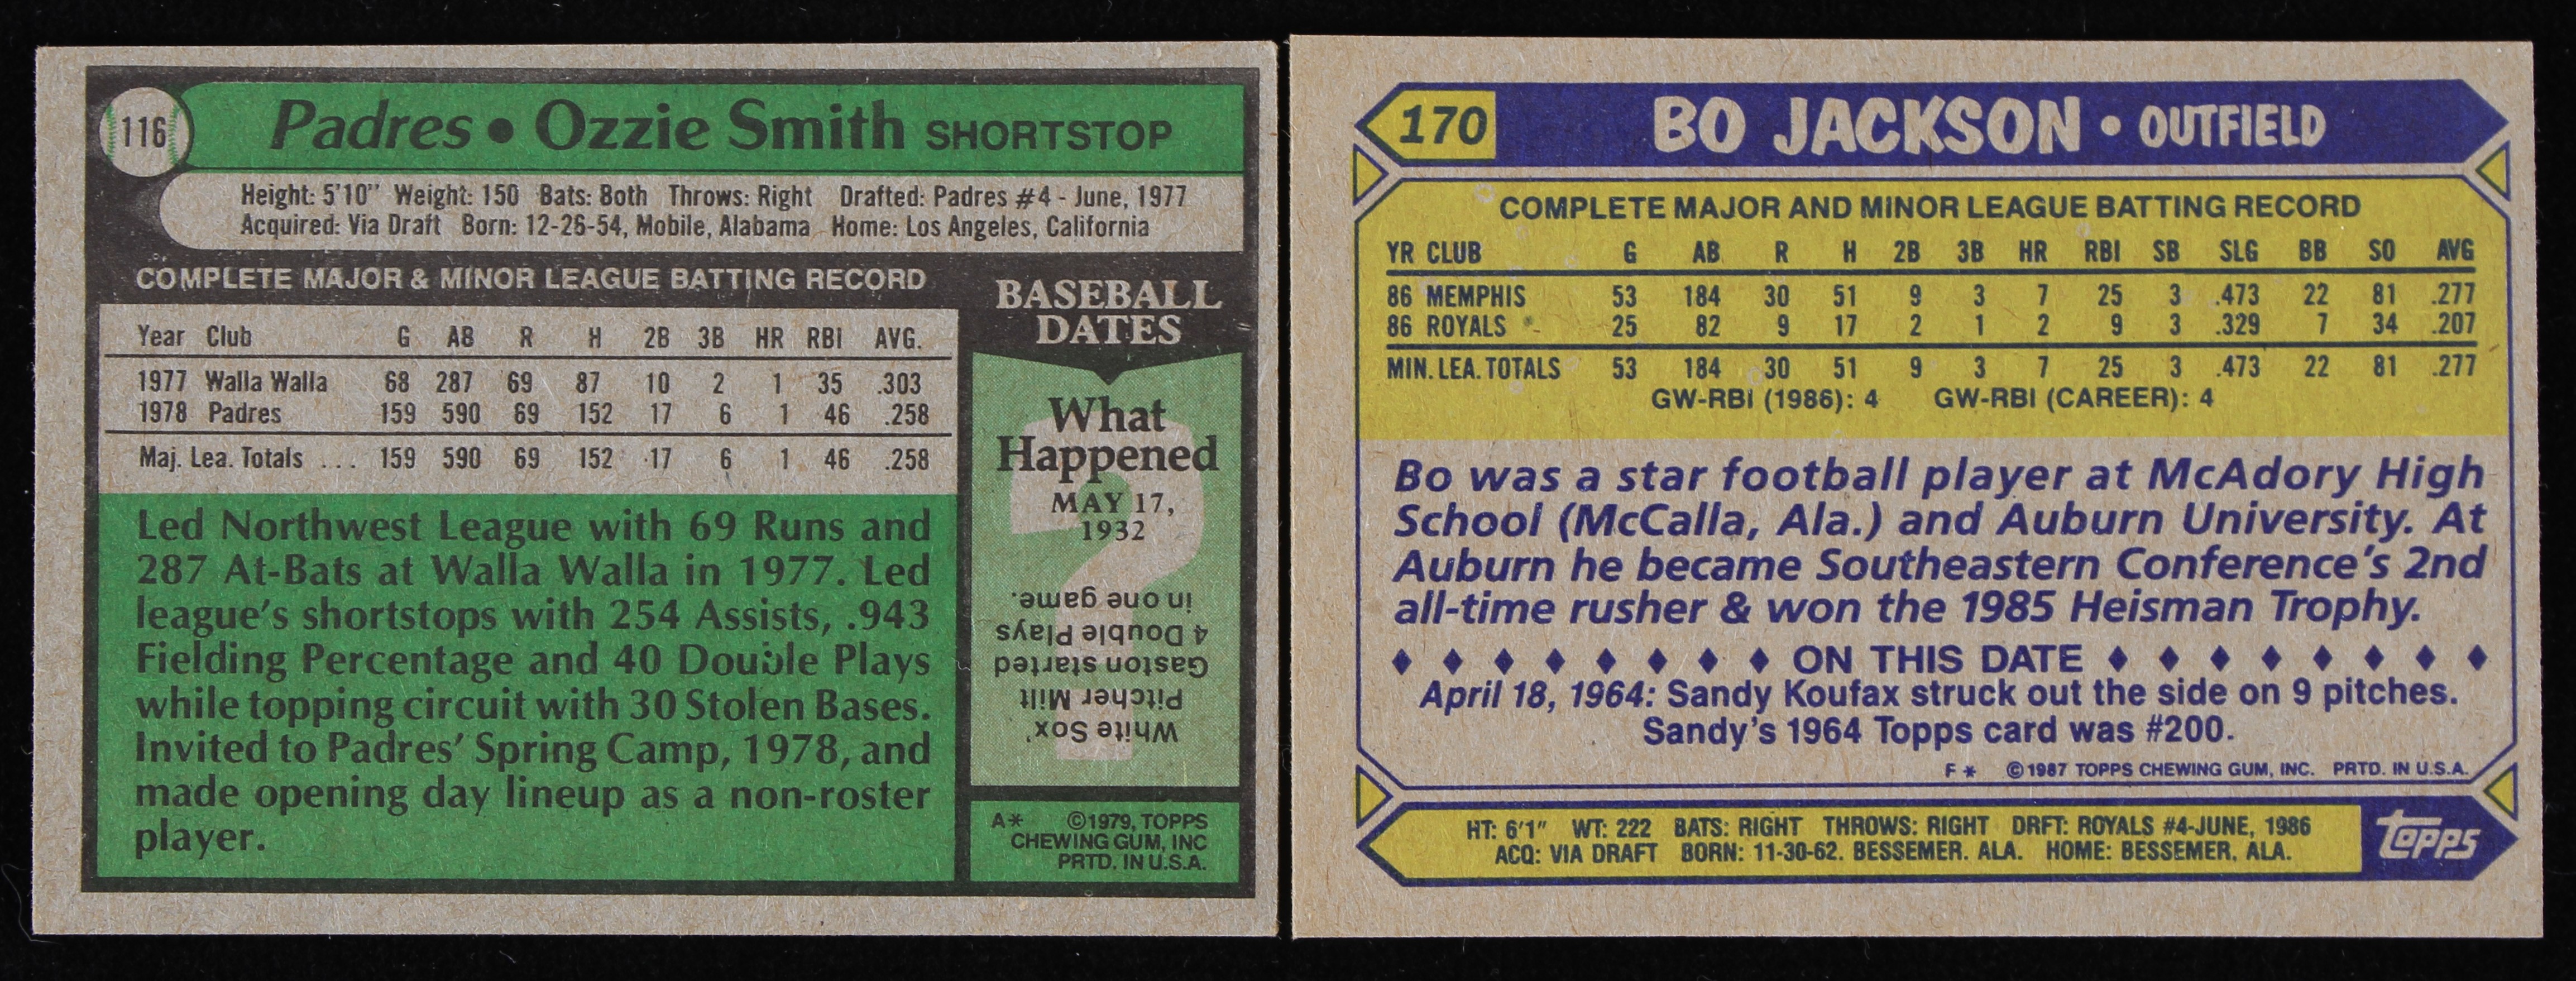 116
Padres • Ozzie Smith SHORTSTOP
Height: 5'10" Weight: 150 Bats: Both Throws: Right Drafted: Padres #4 - June, 1977
Acquired: Via Draft Born: 12-26-54, Mobile, Alabama Home: Los Angeles, California
COMPLETE MAJOR & MINOR LEAGUE BATTING RECORD
Year Club G AB R H 2B 3B HR RBI AVG.
1977 Walla Walla 68 287 69 87 10 2 1 35 .303
1978 Padres 159 590 69 152 17 6 1 46 .258
Maj. Lea. Totals ... 159 590 69 152 17 6 1 46 .258
Led Northwest League with 69 Runs and
287 At-Bats at Walla Walla in 1977. Led
league's shortstops with 254 Assists, .943
Fielding Percentage and 40 Double Plays
while topping circuit with 30 Stolen Bases.
Invited to Padres' Spring Camp, 1978, and
made opening day lineup as a non-roster
player.
BASEBALL
DATES
What
Happened
MAY 17,
1932
White Sox'
Pitcher Milt
Gaston started
4 Double Plays
in one game.
A* ©1979, TOPPS
CHEWING GUM, INC
PRTD. IN U.S.A.
170
BO JACKSON • OUTFIELD
COMPLETE MAJOR AND MINOR LEAGUE BATTING RECORD
YR CLUB G AB R H 2B 3B HR RBI SB SLG BB SO AVG
86 MEMPHIS 53 184 30 51 9 3 7 25 3 .473 22 81 .277
86 ROYALS 25 82 9 17 2 1 2 9 3 .329 7 34 .207
MIN. LEA. TOTALS 53 184 30 51 9 3 7 25 3 .473 22 81 .277
GW-RBI (1986): 4 GW-RBI (CAREER): 4
Bo was a star football player at McAdory High
School (McCalla, Ala.) and Auburn University. At
Auburn he became Southeastern Conference's 2nd
all-time rusher & won the 1985 Heisman Trophy.
♦ ♦ ♦ ♦ ♦ ♦ ♦ ♦ ON THIS DATE ♦ ♦ ♦ ♦ ♦ ♦ ♦ ♦
April 18, 1964: Sandy Koufax struck out the side on 9 pitches.
Sandy's 1964 Topps card was #200.
F* ©1987 TOPPS CHEWING GUM, INC. PRTD. IN U.S.A.
HT: 6'1" WT: 222 BATS: RIGHT THROWS: RIGHT DRFT: ROYALS #4-JUNE, 1986
ACQ: VIA DRAFT BORN: 11-30-62. BESSEMER. ALA. HOME: BESSEMER, ALA.
topps